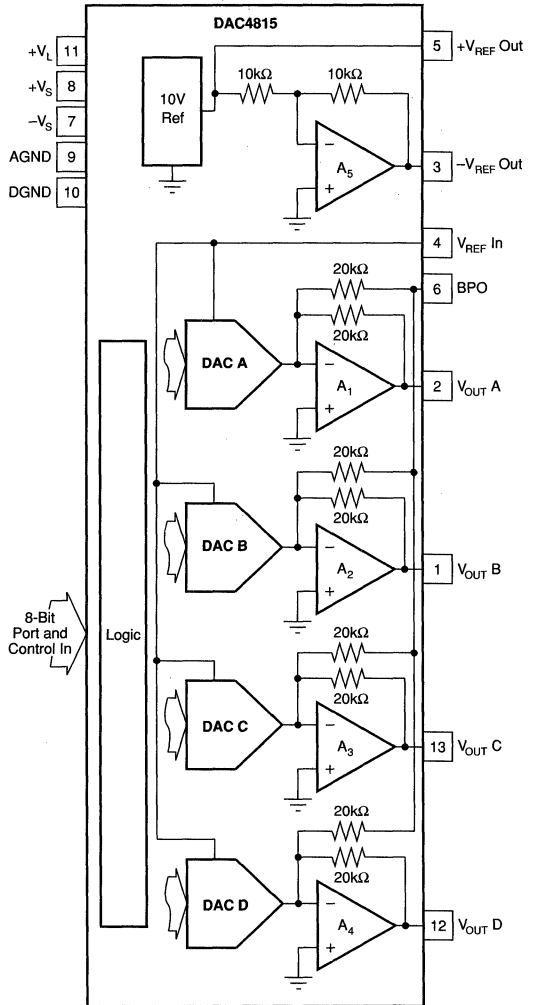 DAC4815
+V_L 11
+V_S 8
−V_S 7
AGND 9
DGND 10
10V
Ref
10kΩ
10kΩ
−
+
A_5
5 +V_REF Out
3 −V_REF Out
4 V_REF In
6 BPO
20kΩ
20kΩ
DAC A
−
+
A_1
2 V_OUT A
20kΩ
20kΩ
DAC B
−
+
A_2
1 V_OUT B
8-Bit
Port and
Control In
Logic
20kΩ
20kΩ
DAC C
−
+
A_3
13 V_OUT C
20kΩ
20kΩ
DAC D
−
+
A_4
12 V_OUT D